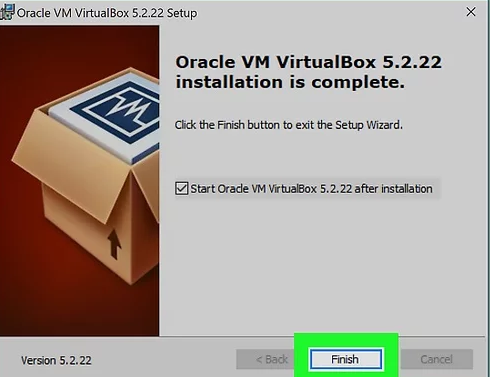 Oracle VM VirtualBox 5.2.22 Setup
Oracle VM VirtualBox 5.2.22
installation is complete.
Click the Finish button to exit the Setup Wizard.
Start Oracle VM VirtualBox 5.2.22 after installation
Version 5.2.22
< Back
Finish
Cancel